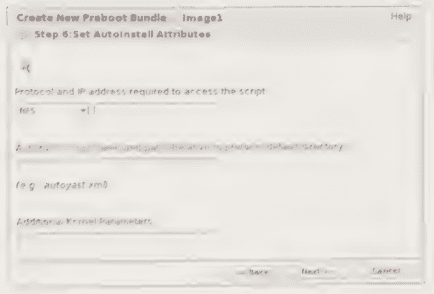 Create New Preboot Bundle Image1 Help
Step 6: Set AutoInstall Attributes
Protocol and IP address required to access the script
NFS
(e.g. autoyast.xml)
Additional Kernel Parameters
Back Next Cancel